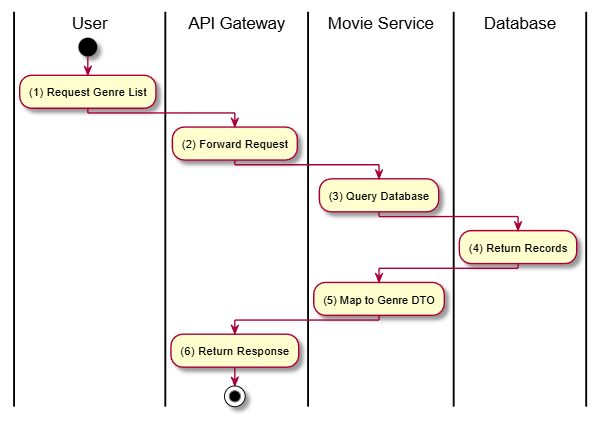 User API Gateway Movie Service Database
(1) Request Genre List
(2) Forward Request
(3) Query Database
(4) Return Records
(5) Map to Genre DTO
(6) Return Response